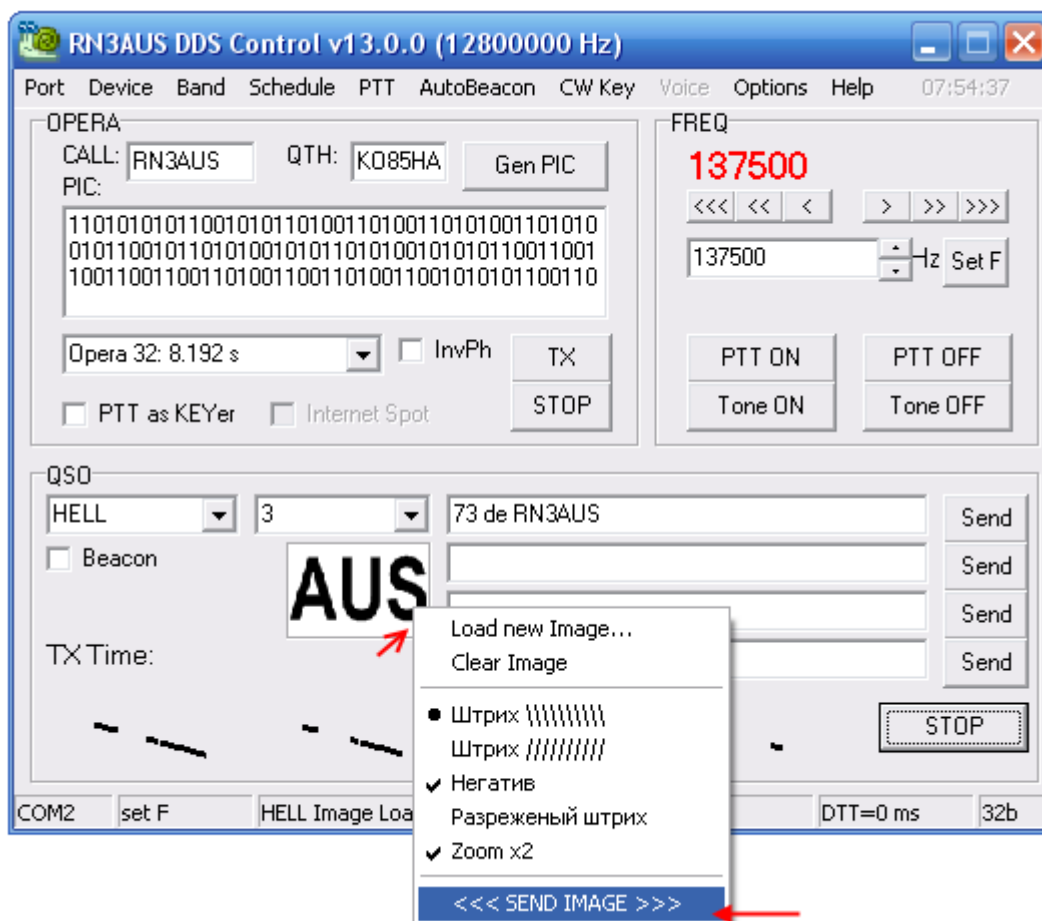 RN3AUS DDS Control v13.0.0 (12800000 Hz)
Port Device Band Schedule PTT AutoBeacon CW Key Voice Options Help 07:54:37
OPERA
CALL: RN3AUS QTH: KO85HA Gen PIC
PIC:
1101010101100101011010011010011010100110101​0
0101100101101010010101101010010101011001100​1
1001100110011010011001101001100101010110011​0
Opera 32: 8.192 s InvPh TX
PTT as KEYer Internet Spot STOP
FREQ
137500
<<< << < > >> >>>
137500 Hz Set F
PTT ON PTT OFF
Tone ON Tone OFF
QSO
HELL 3 73 de RN3AUS Send
Beacon Send
AUS Send
TX Time: Send
STOP
Load new Image...
Clear Image
Штрих \\\\\\\\\\
Штрих //////////
Негатив
Разреженый штрих
Zoom x2
<<< SEND IMAGE >>>
COM2 set F HELL Image Loa DTT=0 ms 32b